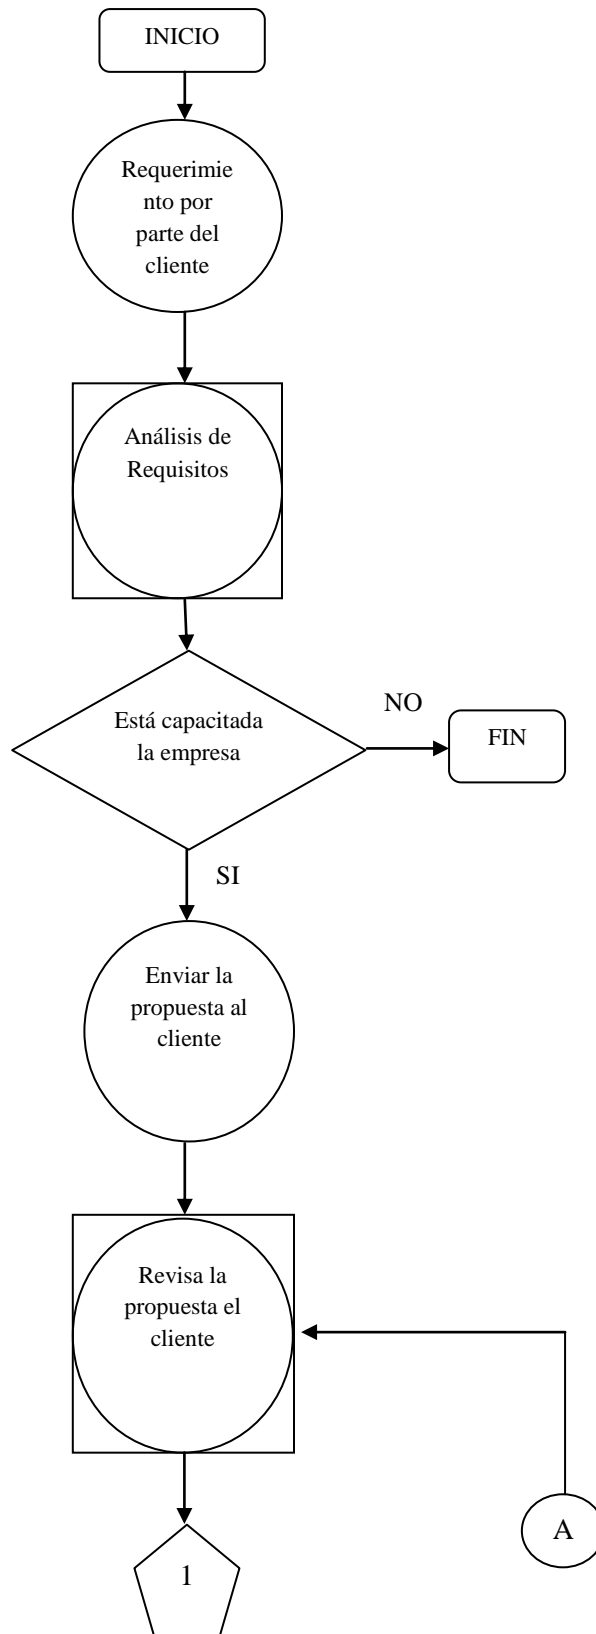 INICIO
Requerimie
nto por
parte del
cliente
Análisis de
Requisitos
Está capacitada
la empresa
NO
FIN
SI
Enviar la
propuesta al
cliente
Revisa la
propuesta el
cliente
A
1